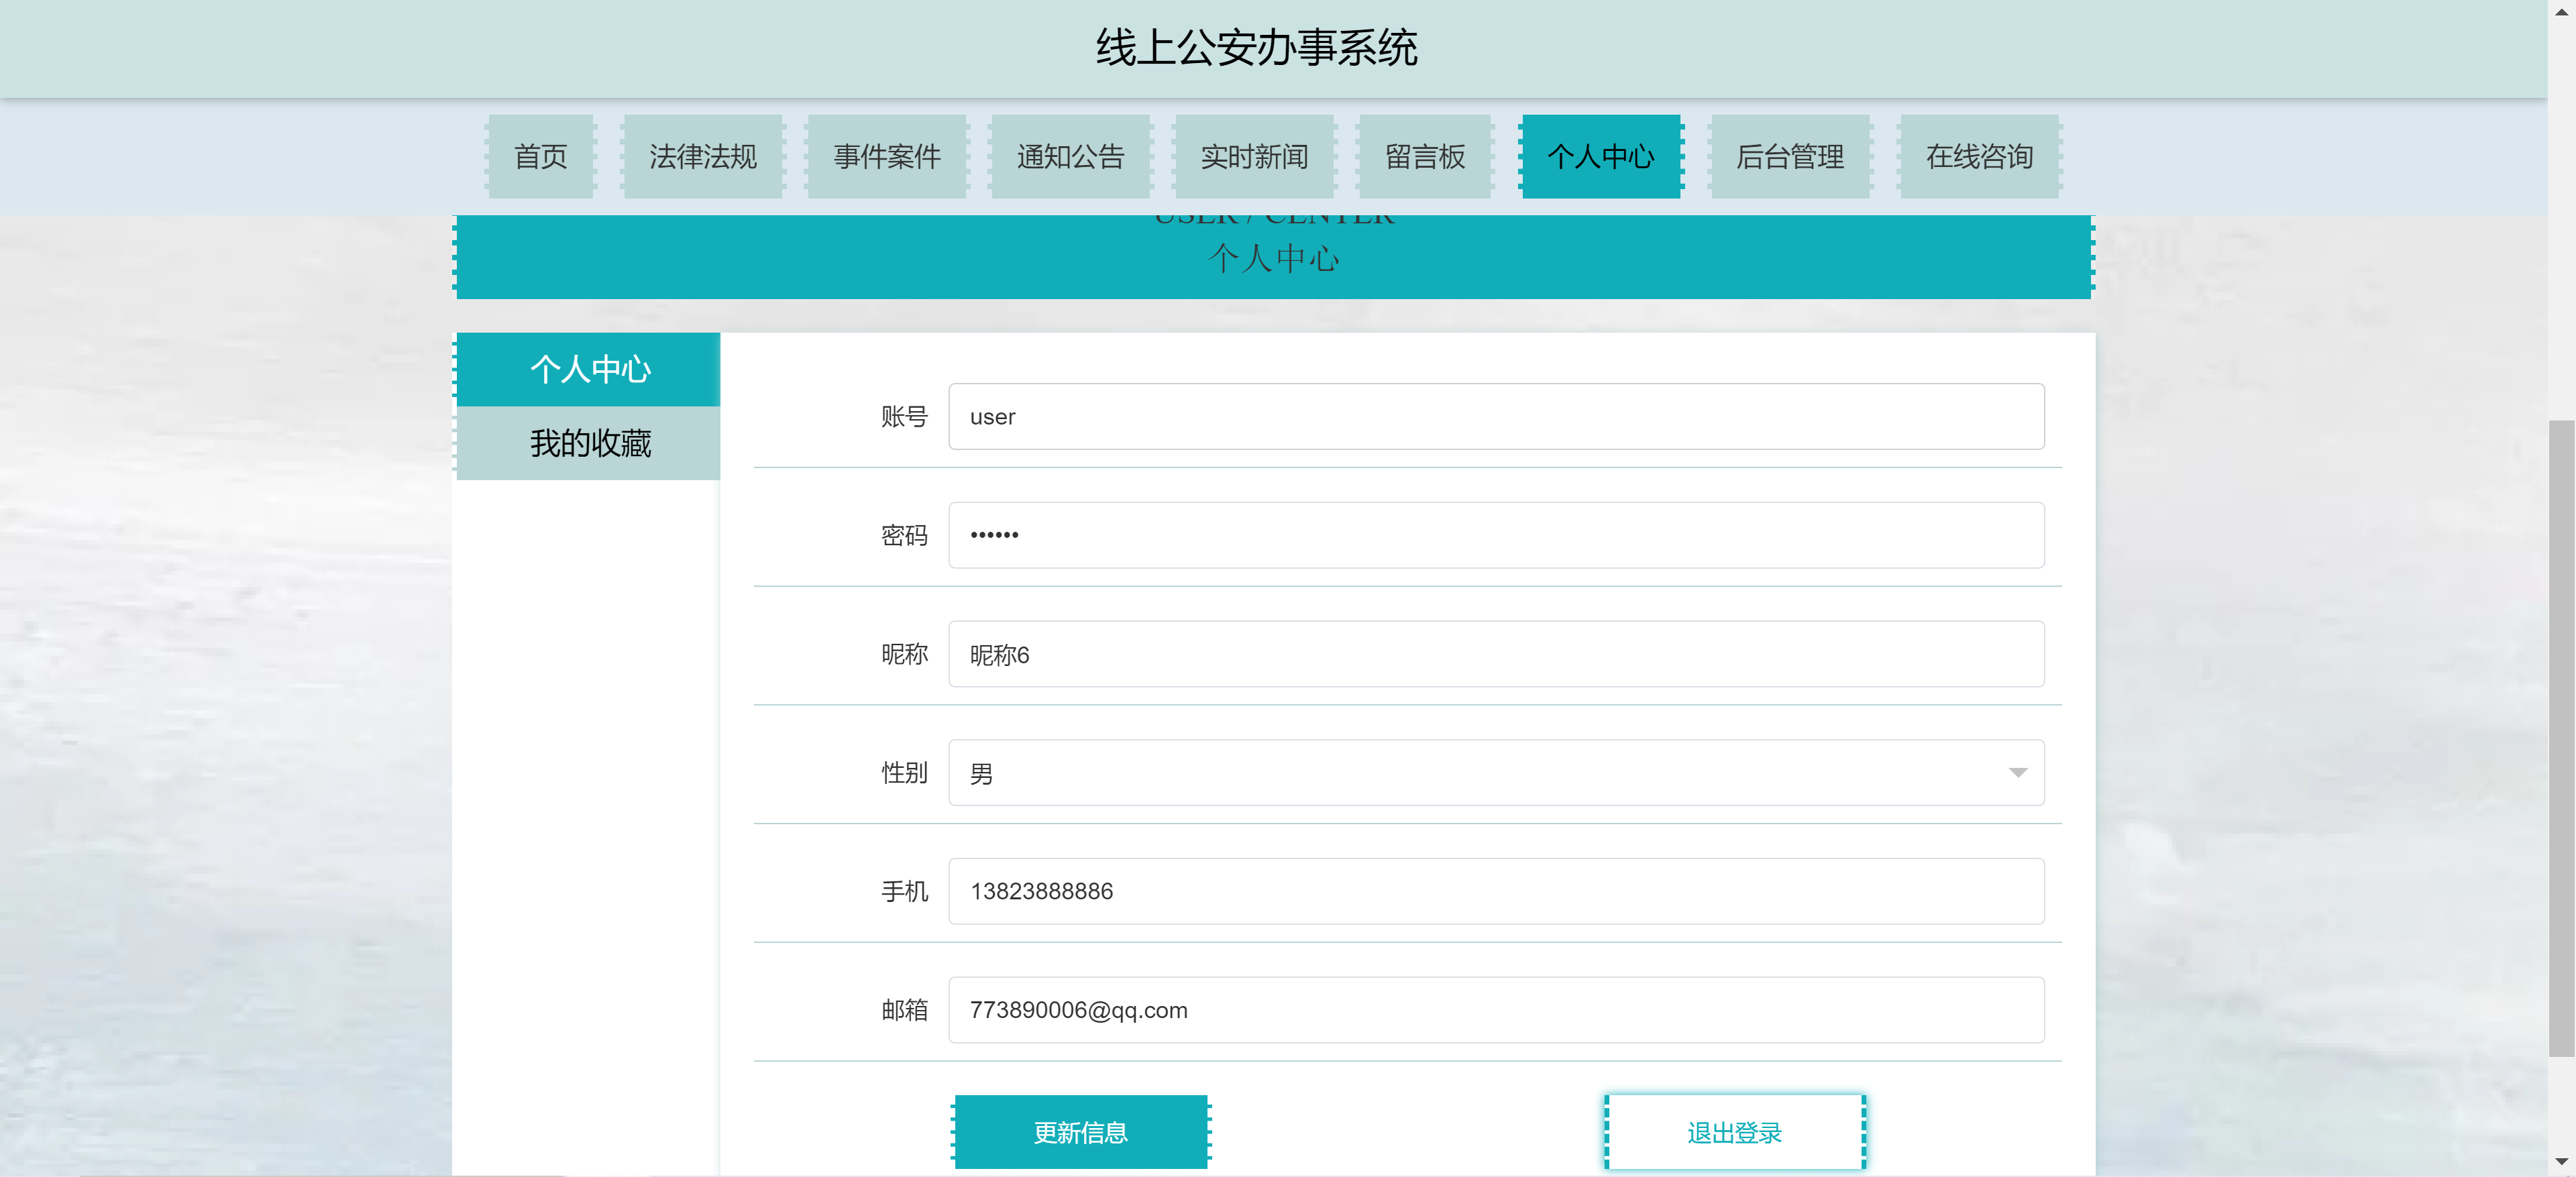 线上公安办事系统
首页 法律法规 事件案件 通知公告 实时新闻 留言板 个人中心 后台管理 在线咨询
USER / CENTER
个人中心
个人中心
我的收藏
账号 user
密码 ••••••
昵称 昵称6
性别 男
手机 13823888886
邮箱 773890006@qq.com
更新信息 退出登录